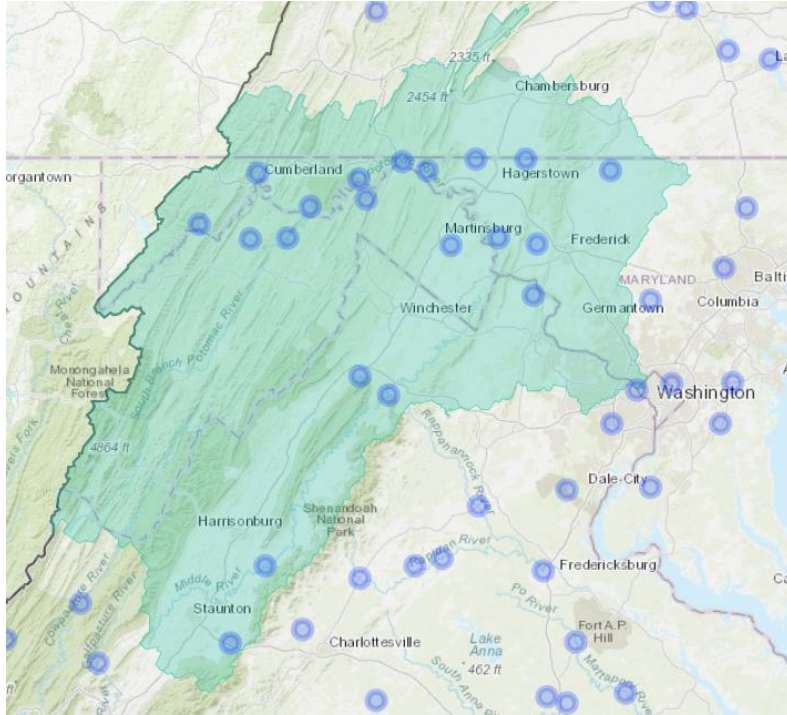 2335 ft
2454 ft
Chambersburg
organtown
Cumberland
Potomac River
Hagerstown
MOUNTAINS
Martinsburg
Frederick
MARYLAND
Balti
Cheat River
Winchester
Germantown
Columbia
South Branch Potomac River
Monongahela
National
Forest
Washington
4864 ft
Rappahannock
River
Dale-City
Shenandoah
National
Park
Harrisonburg
Rapidan River
Fredericksburg
Middle River
Cowpasture River
Calfpasture River
Po River
Staunton
Charlottesville
Fort A.P.
Hill
Lake
Anna
462 ft
Mattaponi River
South Anna River